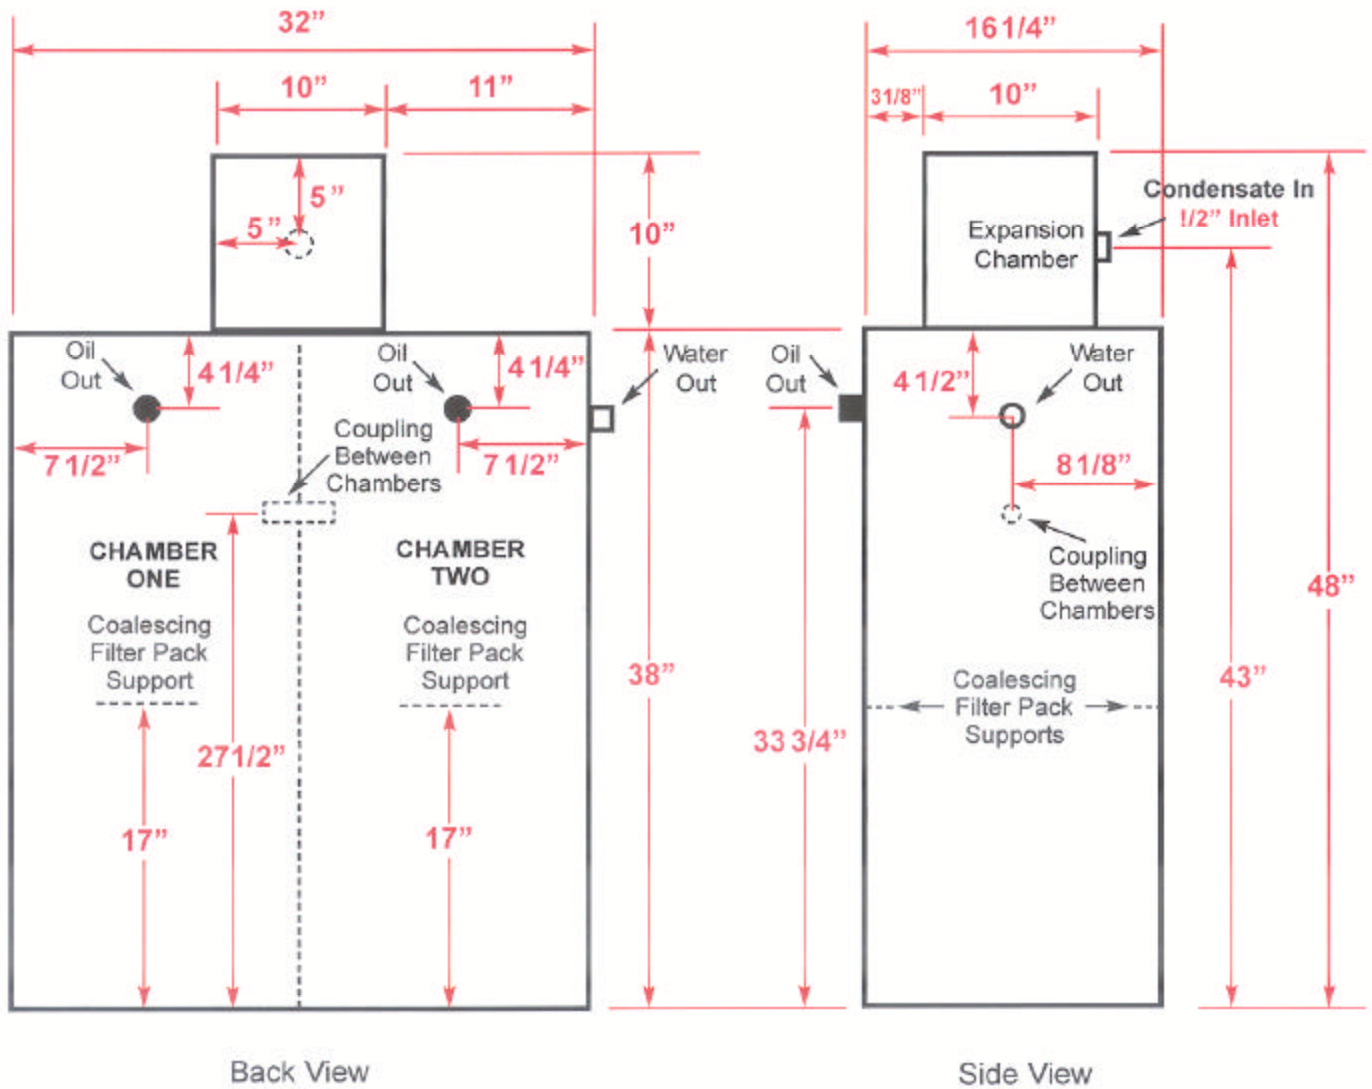 32”
10”
11”
5”
5”
10”
Oil
Out
4 1/4”
Oil
Out
4 1/4”
Water
Out
7 1/2”
Coupling
Between
Chambers
7 1/2”
CHAMBER
ONE
CHAMBER
TWO
Coalescing
Filter Pack
Support
Coalescing
Filter Pack
Support
38”
27 1/2”
17”
17”
Back View
16 1/4”
3 1/8”
10”
Condensate In
!/2” Inlet
Expansion
Chamber
Oil
Out
4 1/2”
Water
Out
8 1/8”
Coupling
Between
Chambers
48”
43”
Coalescing
Filter Pack
Supports
33 3/4”
Side View